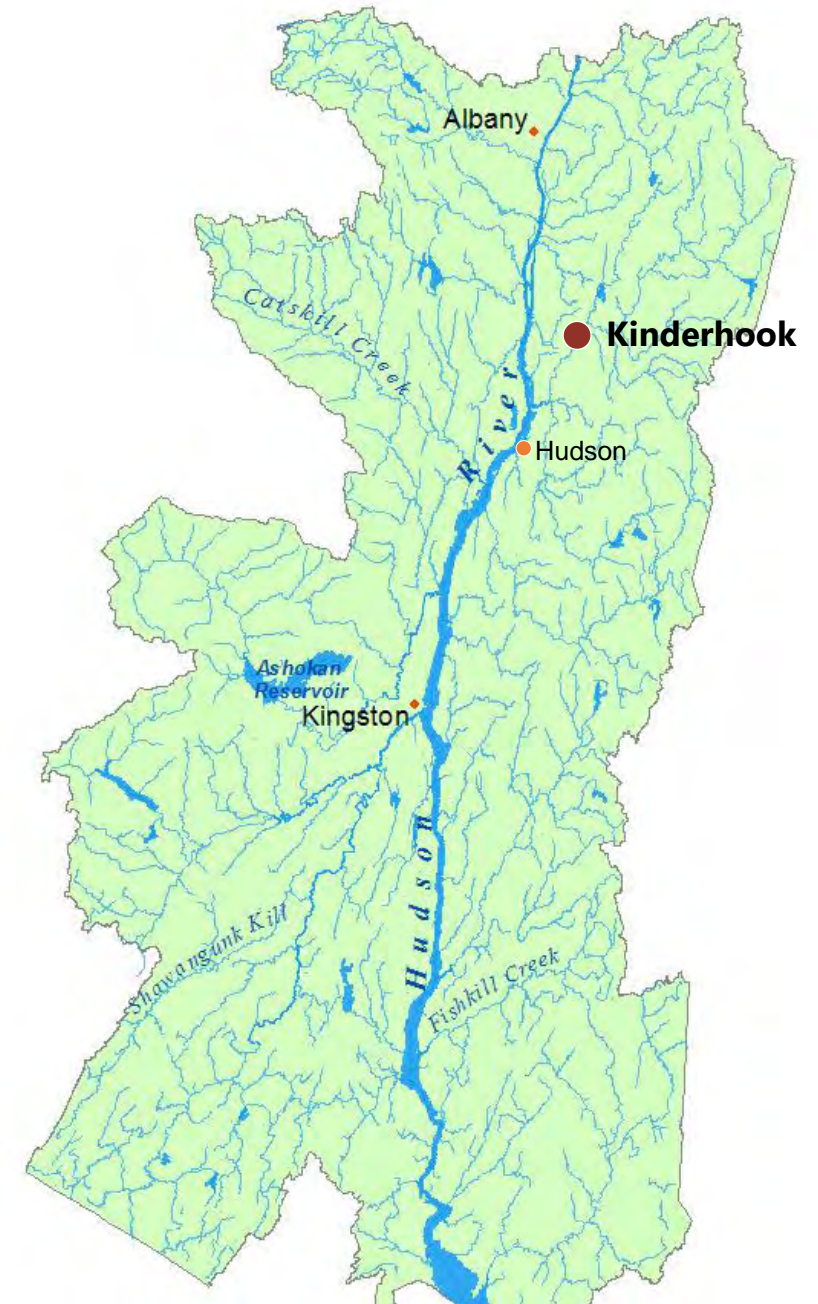 Albany
Catskill Creek
Kinderhook
River
Hudson
Ashokan
Reservoir
Kingston
Hudson
Shawangunk Kill
Fishkill Creek